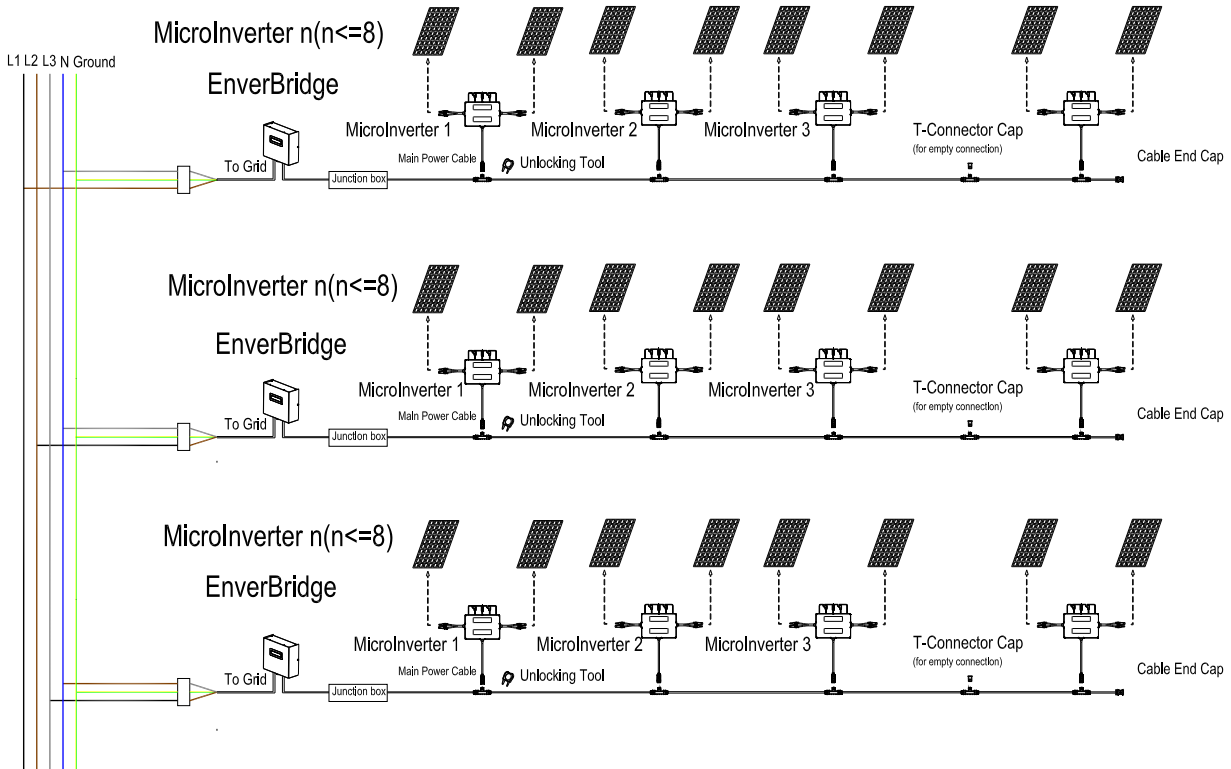 MicroInverter n(n<=8)
L1 L2 L3 N Ground
EnverBridge
MicroInverter 1
MicroInverter 2
MicroInverter 3
T-Connector Cap
(for empty connection)
Main Power Cable
Unlocking Tool
Cable End Cap
To Grid
Junction box
MicroInverter n(n<=8)
EnverBridge
MicroInverter 1
MicroInverter 2
MicroInverter 3
T-Connector Cap
(for empty connection)
Main Power Cable
Unlocking Tool
Cable End Cap
To Grid
Junction box
MicroInverter n(n<=8)
EnverBridge
MicroInverter 1
MicroInverter 2
MicroInverter 3
T-Connector Cap
(for empty connection)
Main Power Cable
Unlocking Tool
Cable End Cap
To Grid
Junction box